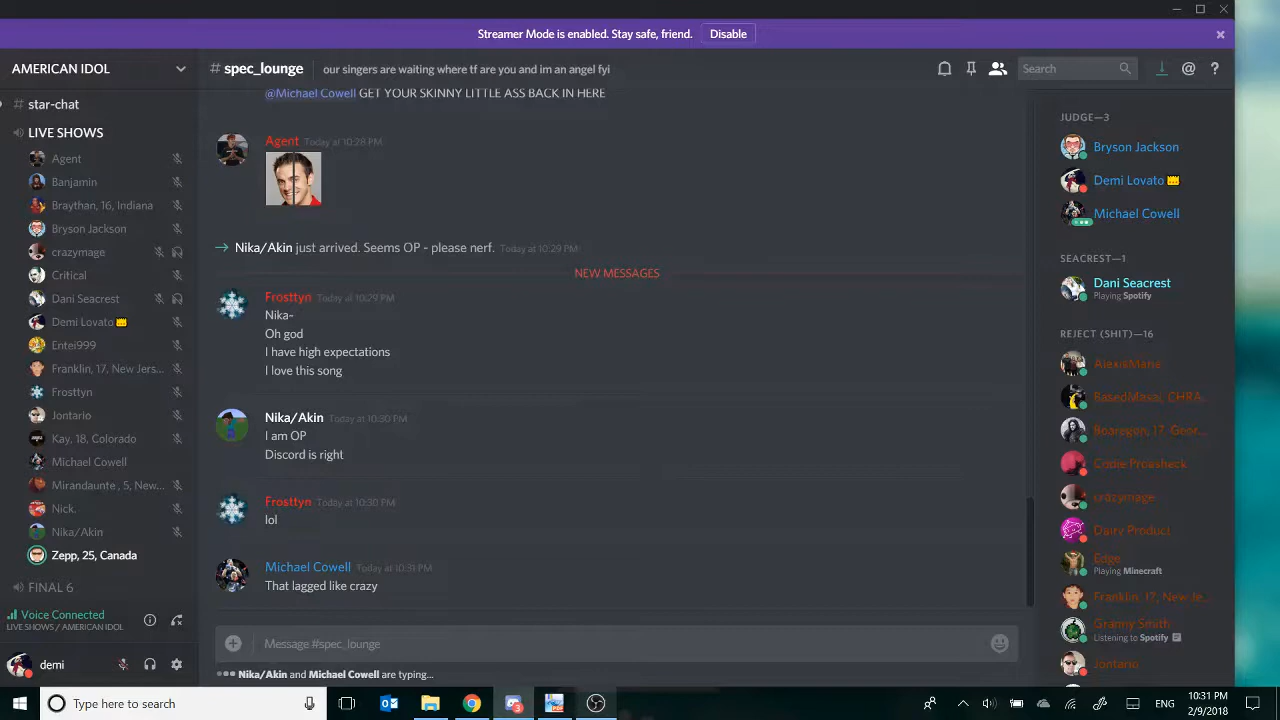 Streamer Mode is enabled. Stay safe, friend. Disable
AMERICAN IDOL
# spec_lounge our singers are waiting where tf are you and im an angel fyi
Search
# star-chat
LIVE SHOWS
Agent
Banjamin
Braythan, 16, Indiana
Bryson Jackson
crazymage
Critical
Dani Seacrest
Demi Lovato
Entei999
Franklin, 17, New Jers...
Frosttyn
Jontario
Kay, 18, Colorado
Michael Cowell
Mirandaunte , 5, New...
Nick.
Nika/Akin
Zepp, 25, Canada
FINAL 6
Voice Connected
LIVE SHOWS / AMERICAN IDOL
demi
@Michael Cowell GET YOUR SKINNY LITTLE ASS BACK IN HERE
Agent Today at 10:28 PM
Nika/Akin just arrived. Seems OP - please nerf. Today at 10:29 PM
NEW MESSAGES
Frosttyn Today at 10:29 PM
Nika-
Oh god
I have high expectations
I love this song
Nika/Akin Today at 10:30 PM
I am OP
Discord is right
Frosttyn Today at 10:30 PM
lol
Michael Cowell Today at 10:31 PM
That lagged like crazy
Message #spec_lounge
Nika/Akin and Michael Cowell are typing...
JUDGE—3
Bryson Jackson
Demi Lovato
Michael Cowell
SEACREST—1
Dani Seacrest
Playing Spotify
REJECT (SHIT)—16
AlexisMarie
BasedMasai, CHRA...
Boaregon, 17, Geor...
Codie Proasheck
crazymage
Dairy Product
Edge
Playing Minecraft
Franklin, 17, New Je...
Granny Smith
Listening to Spotify
Jontario
Type here to search
ENG
10:31 PM
2/9/2018